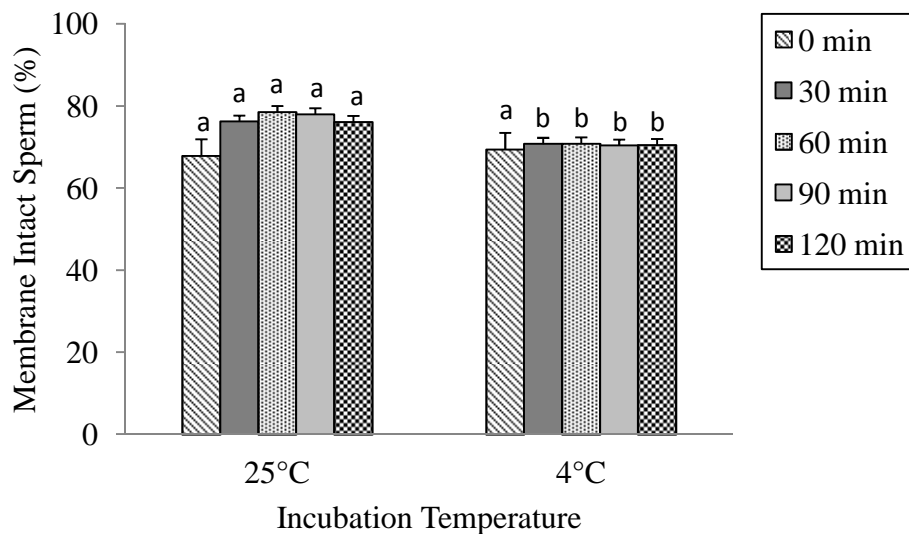 100
80
60
40
20
0
Membrane Intact Sperm (%)
a a a a a
a b b b b
25°C 4°C
Incubation Temperature
0 min
30 min
60 min
90 min
120 min